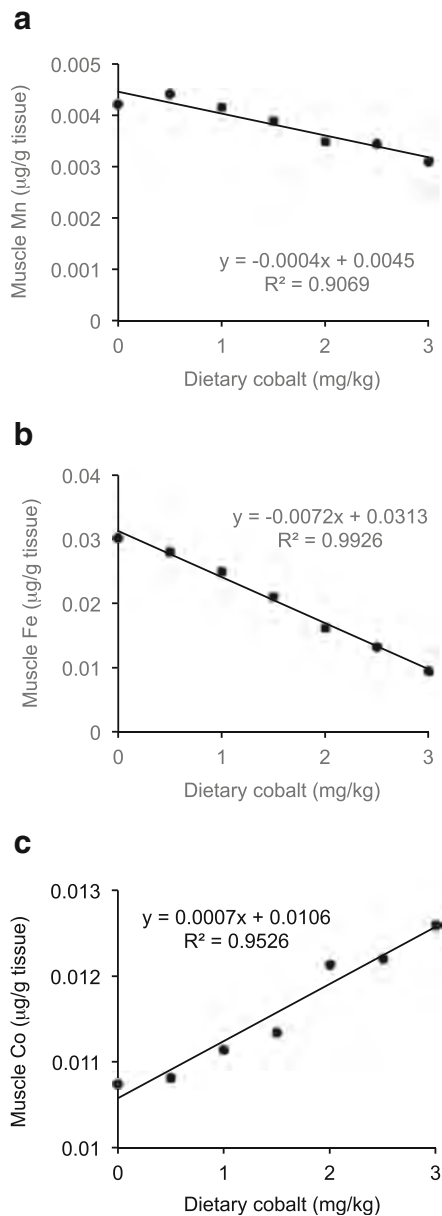 a
0.005
0.004
0.003
0.002
0.001
0
Muscle Mn (µg/g tissue)
y = -0.0004x + 0.0045
R² = 0.9069
0 1 2 3
Dietary cobalt (mg/kg)
b
0.04
0.03
0.02
0.01
0
Muscle Fe (µg/g tissue)
y = -0.0072x + 0.0313
R² = 0.9926
0 1 2 3
Dietary cobalt (mg/kg)
c
0.013
0.012
0.011
0.01
Muscle Co (µg/g tissue)
y = 0.0007x + 0.0106
R² = 0.9526
0 1 2 3
Dietary cobalt (mg/kg)